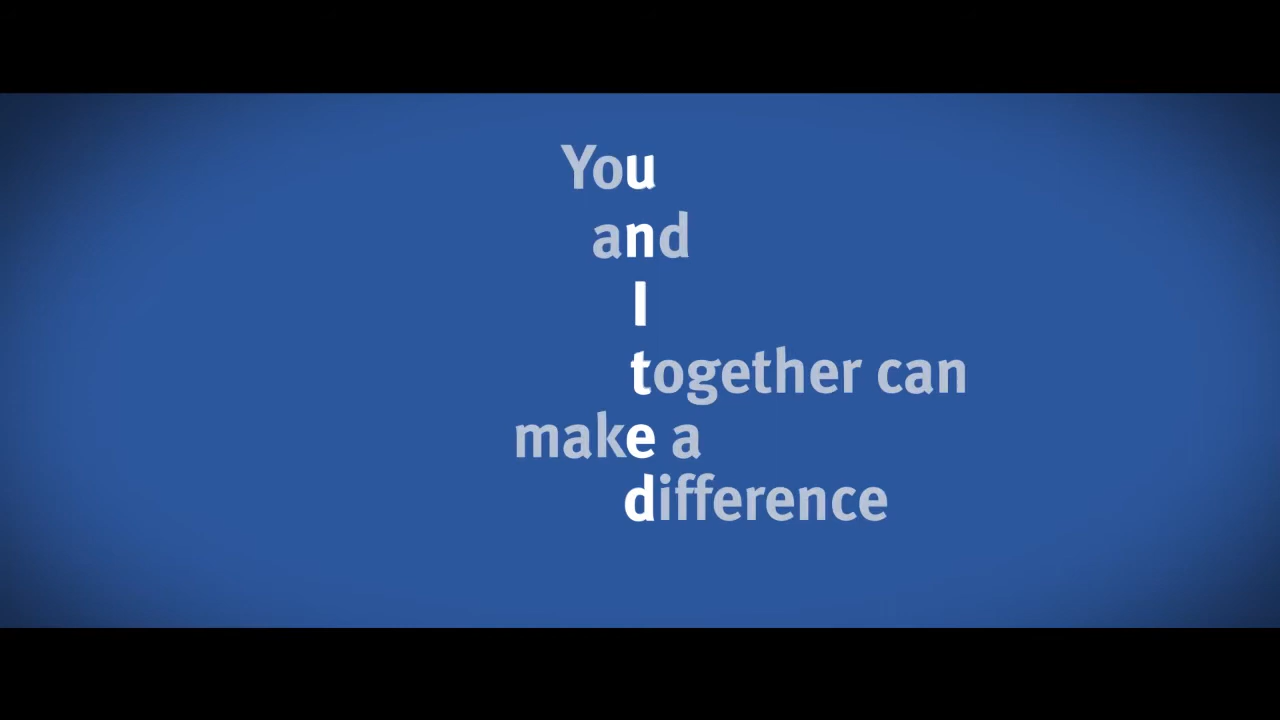 You
and
I
together can
make a
difference